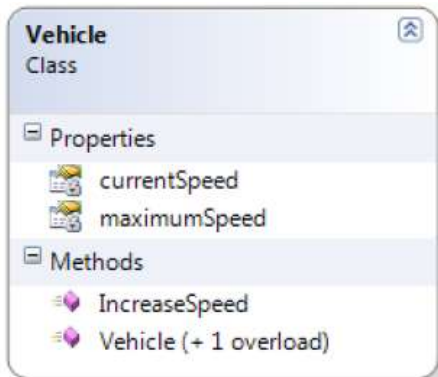 Vehicle
Class
Properties
currentSpeed
maximumSpeed
Methods
IncreaseSpeed
Vehicle (+ 1 overload)